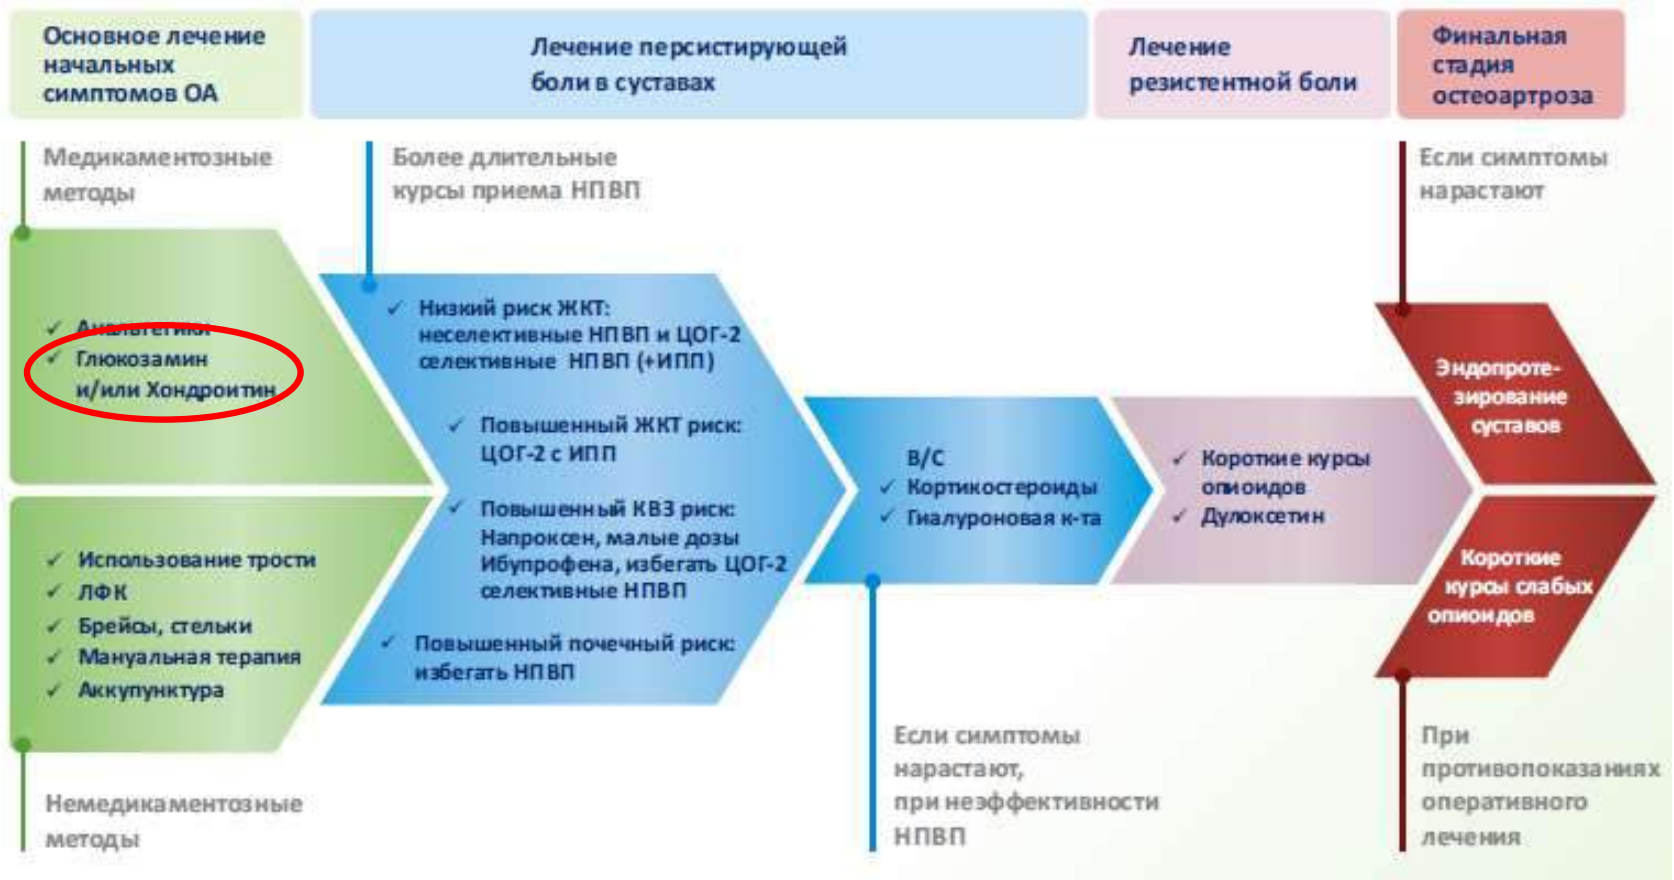 Основное лечение
начальных
симптомов ОА
Лечение персистирующей
боли в суставах
Лечение
резистентной боли
Финальная
стадия
остеоартроза
Медикаментозные
методы
Более длительные
курсы приема НПВП
Если симптомы
нарастают
✓ Анальгетики
✓ Глюкозамин
и/или Хондроитин
✓ Использование трости
✓ ЛФК
✓ Брейсы, стельки
✓ Мануальная терапия
✓ Аккупунктура
✓ Низкий риск ЖКТ:
неселективные НПВП и ЦОГ-2
селективные НПВП (+ИПП)
✓ Повышенный ЖКТ риск:
ЦОГ-2 с ИПП
✓ Повышенный КВЗ риск:
Напроксен, малые дозы
Ибупрофена, избегать ЦОГ-2
селективные НПВП
✓ Повышенный почечный риск:
избегать НПВП
В/С
✓ Кортикостероиды
✓ Гиалуроновая к-та
✓ Короткие курсы
опиоидов
✓ Дулоксетин
Эндопроте-
зирование
суставов
Короткие
курсы слабых
опиоидов
Немедикаментозные
методы
Если симптомы
нарастают,
при неэффективности
НПВП
При
противопоказаниях
оперативного
лечения